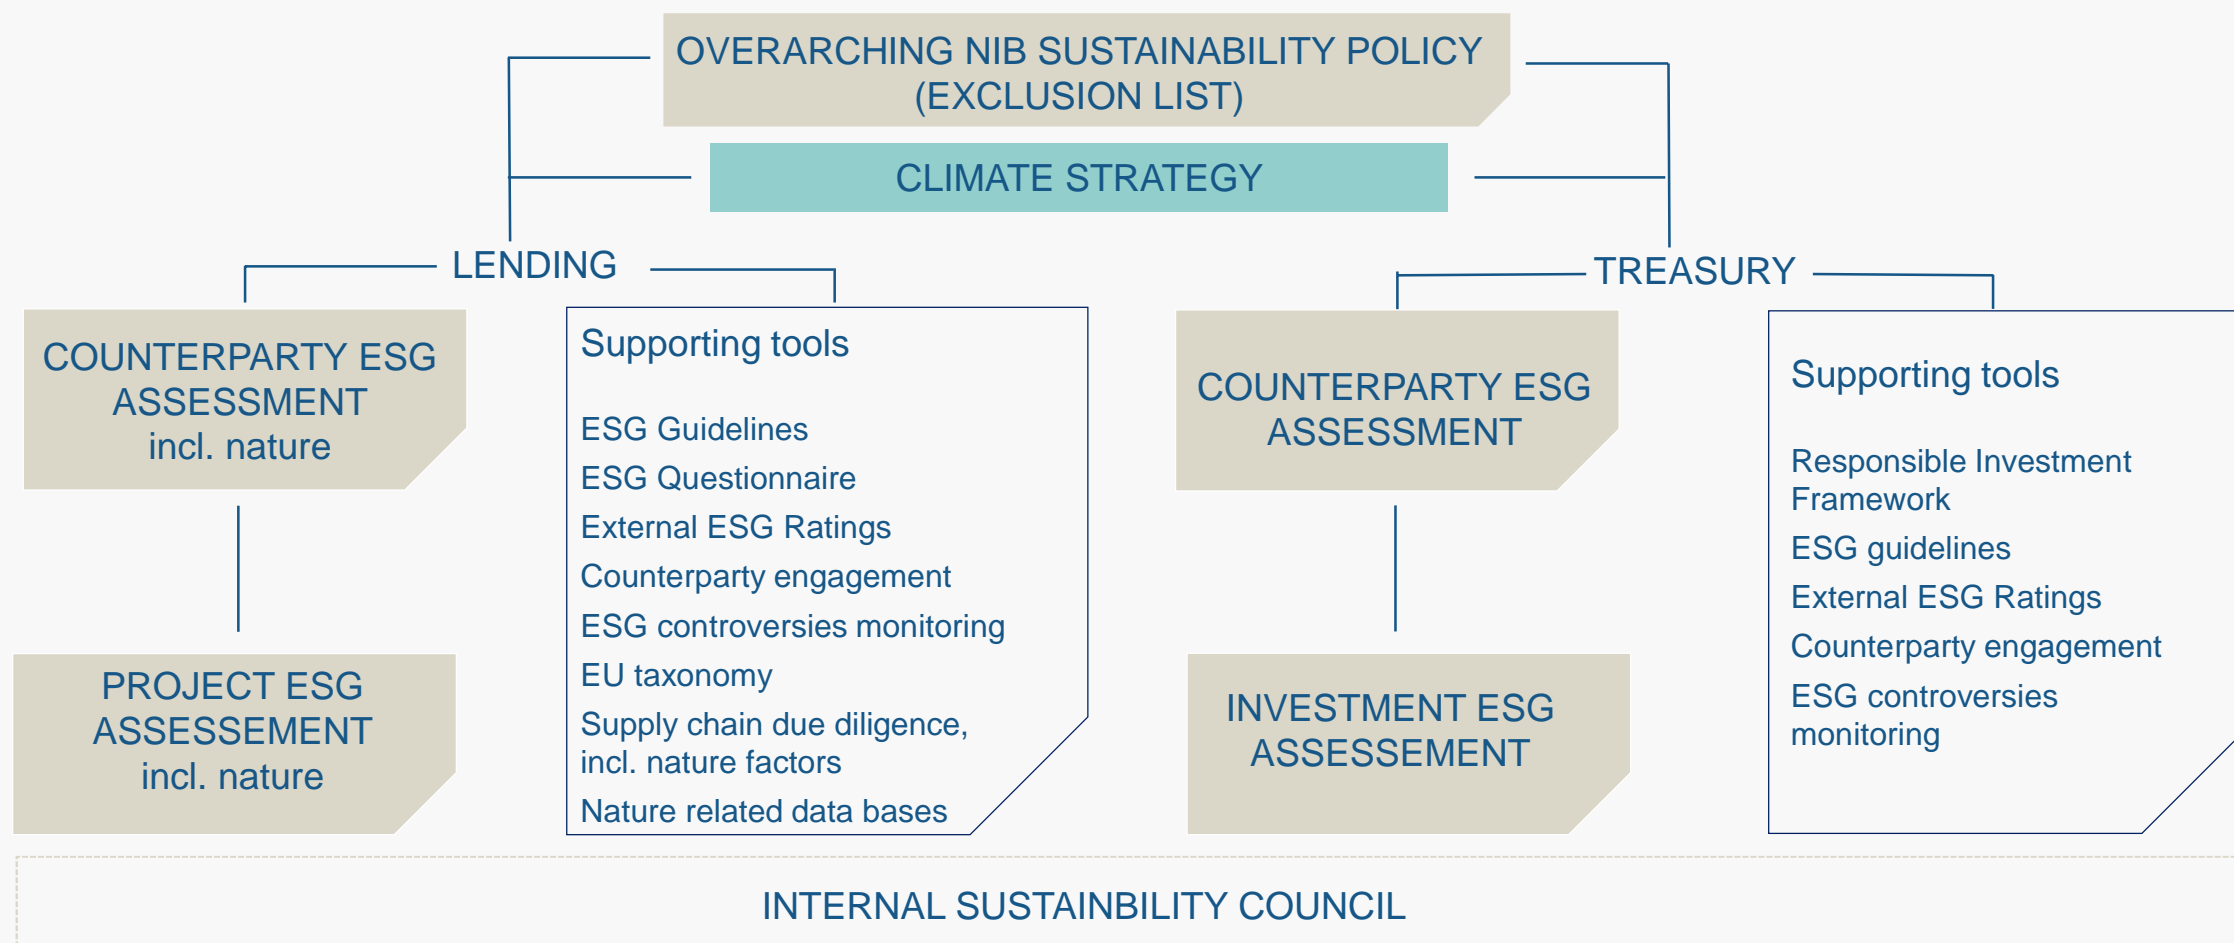 OVERARCHING NIB SUSTAINABILITY POLICY
(EXCLUSION LIST)
CLIMATE STRATEGY
LENDING
TREASURY
COUNTERPARTY ESG
ASSESSMENT
incl. nature
PROJECT ESG
ASSESSEMENT
incl. nature
Supporting tools
ESG Guidelines
ESG Questionnaire
External ESG Ratings
Counterparty engagement
ESG controversies monitoring
EU taxonomy
Supply chain due diligence,
incl. nature factors
Nature related data bases
COUNTERPARTY ESG
ASSESSMENT
INVESTMENT ESG
ASSESSEMENT
Supporting tools
Responsible Investment
Framework
ESG guidelines
External ESG Ratings
Counterparty engagement
ESG controversies
monitoring
INTERNAL SUSTAINBILITY COUNCIL